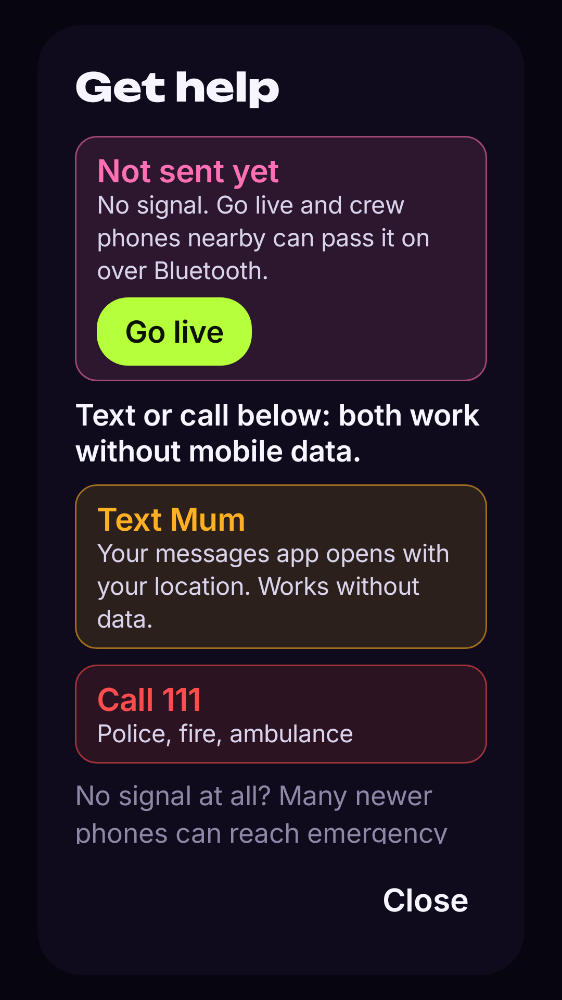 Get help
Not sent yet
No signal. Go live and crew
phones nearby can pass it on
over Bluetooth.
Go live
Text or call below: both work
without mobile data.
Text Mum
Your messages app opens with
your location. Works without
data.
Call 111
Police, fire, ambulance
No signal at all? Many newer
phones can reach emergency
Close